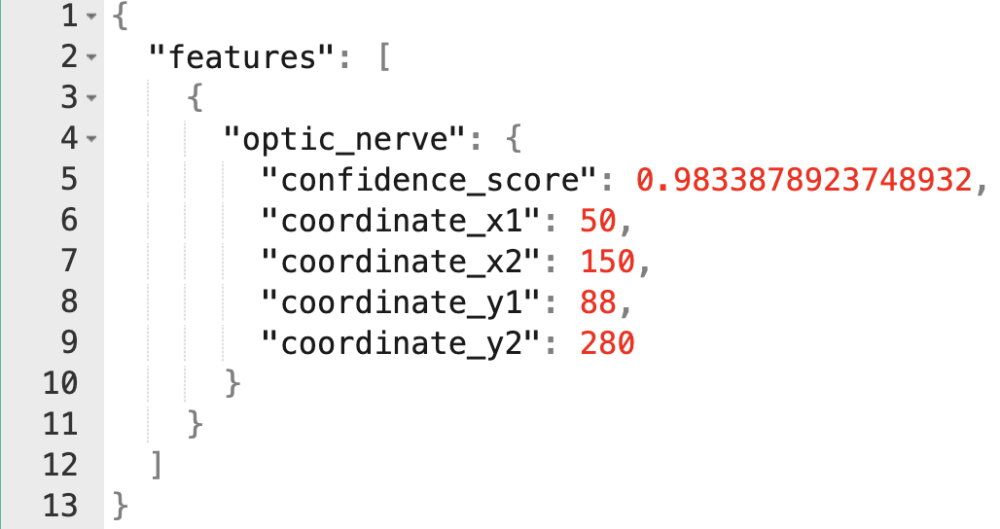 1 {
2 "features": [
3 {
4 "optic_nerve": {
5 "confidence_score": 0.9833878923748932,
6 "coordinate_x1": 50,
7 "coordinate_x2": 150,
8 "coordinate_y1": 88,
9 "coordinate_y2": 280
10 }
11 }
12 ]
13 }